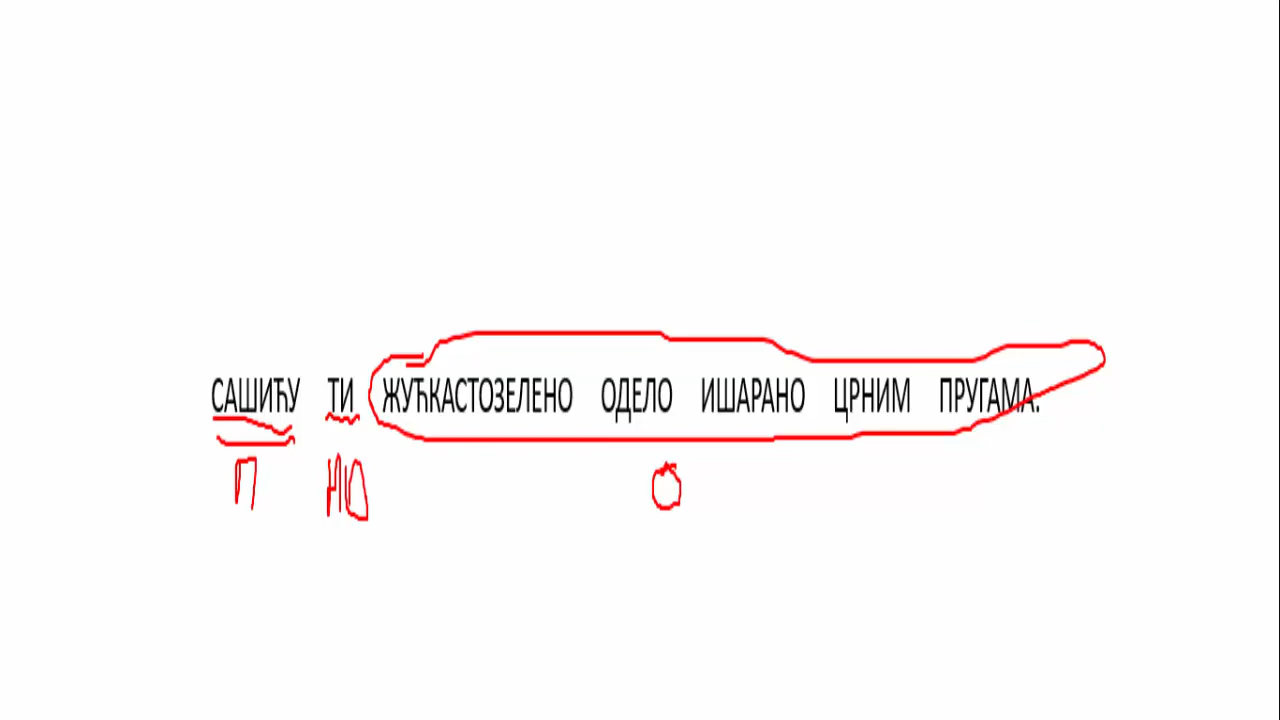 САШИЋУ ТИ ЖУЋКАСТОЗЕЛЕНО ОДЕЛО ИШАРАНО ЦРНИМ ПРУГАМА.
П НО О